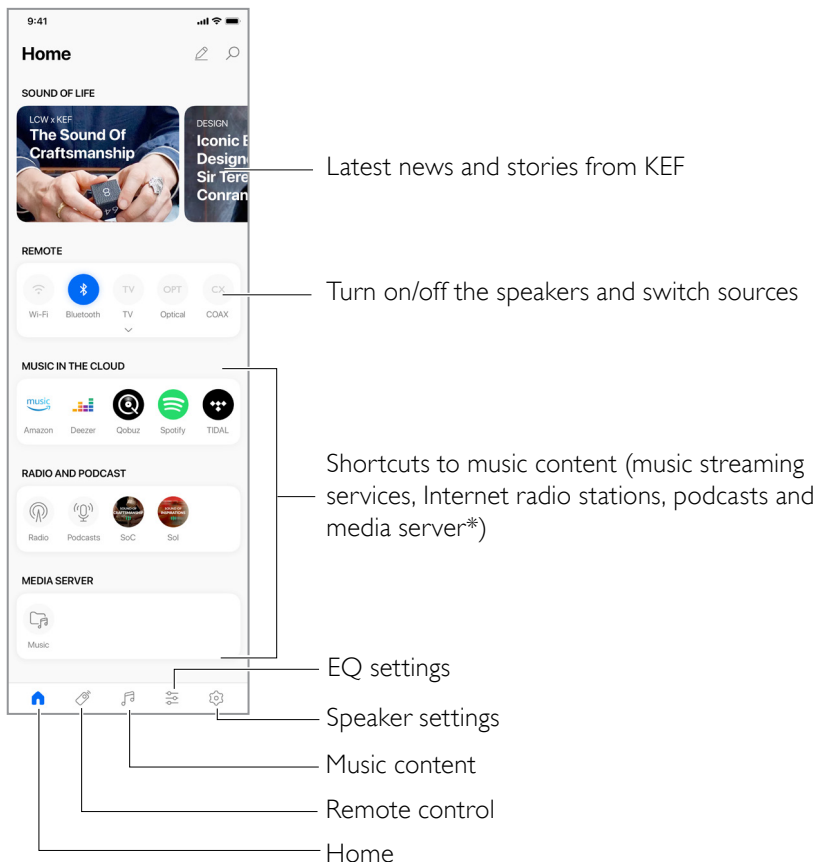 9:41
Home
SOUND OF LIFE
LCW x KEF
The Sound Of
Craftsmanship
DESIGN
Iconic
Design
Sir Tere
Conran
Latest news and stories from KEF
REMOTE
TV
OPT
CX
Wi-Fi
Bluetooth
TV
Optical
COAX
Turn on/off the speakers and switch sources
MUSIC IN THE CLOUD
music
Amazon
Deezer
Qobuz
Spotify
TIDAL
RADIO AND PODCAST
Radio
Podcasts
SoC
SoI
Shortcuts to music content (music streaming
services, Internet radio stations, podcasts and
media server*)
MEDIA SERVER
Music
EQ settings
Speaker settings
Music content
Remote control
Home